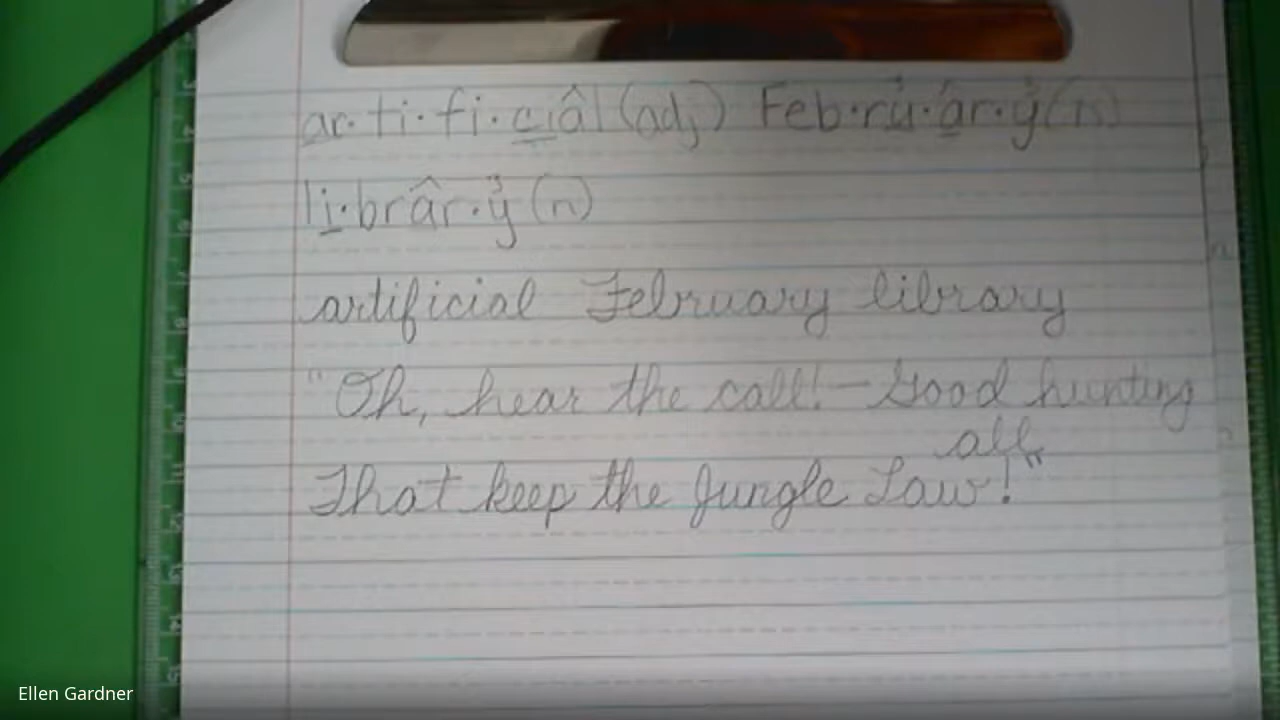 ar·ti·fi·ciâl (adj) Feb·ru̇·âr·ẏ (n)
li·brâr·ẏ (n)
artificial February library
"Oh, hear the call! — Good hunting
all,
That keep the Jungle Law!"
Ellen Gardner